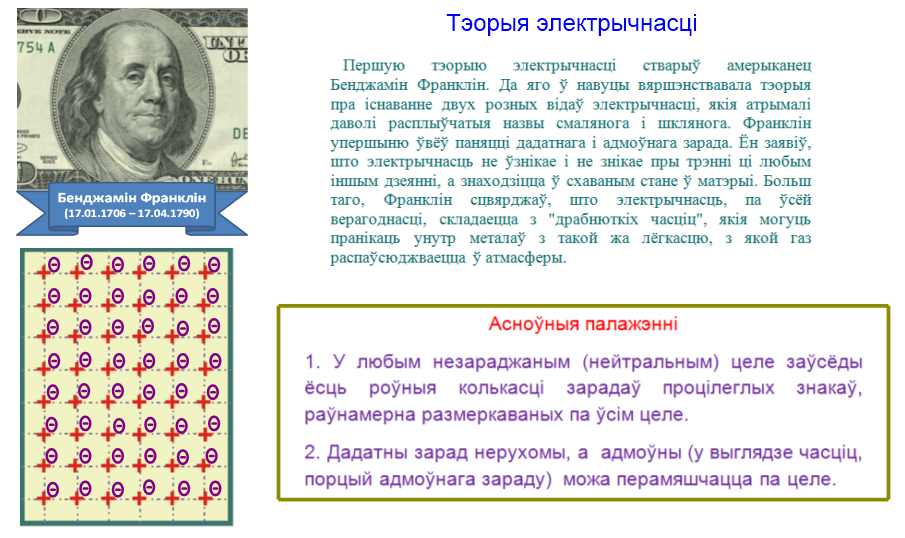 Тэорыя электрычнасці
ERVE NOTE
754 A
UNIT
DE
Бенджамін Франклін
(17.01.1706 – 17.04.1790)
Першую тэорыю электрычнасці стварыў амерыканец
Бенджамін Франклін. Да яго ў навуцы вяршэнствавала тэорыя
пра існаванне двух розных відаў электрычнасці, якія атрымалі
даволі расплыўчатыя назвы смалянога і шклянога. Франклін
упершыню ўвёў паняцці дадатнага і адмоўнага зарада. Ён заявіў,
што электрычнасць не ўзнікае і не знікае пры трэнні ці любым
іншым дзеянні, а знаходзіцца ў схаваным стане ў матэрыі. Больш
таго, Франклін сцвярджаў, што электрычнасць, па ўсёй
верагоднасці, складаецца з "драбнюткіх часціц", якія могуць
пранікаць унутр металаў з такой жа лёгкасцю, з якой газ
распаўсюджваецца ў атмасферы.
Асноўныя палажэнні
1. У любым незараджаным (нейтральным) целе заўсёды
ёсць роўныя колькасці зарадаў процілеглых знакаў,
раўнамерна размеркаваных па ўсім целе.
2. Дадатны зарад нерухомы, а адмоўны (у выглядзе часціц,
порцый адмоўнага зараду) можа перамяшчацца па целе.